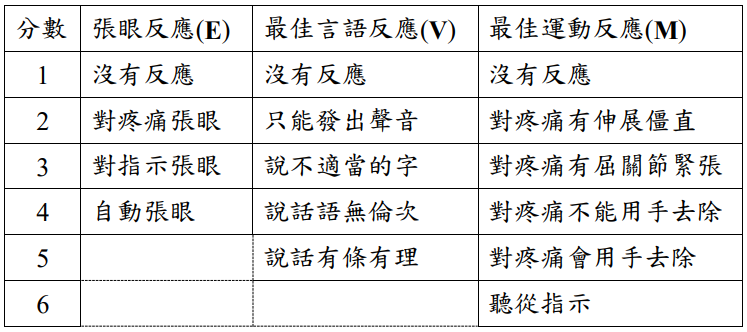 分數 張眼反應(E) 最佳言語反應(V) 最佳運動反應(M)
1 沒有反應 沒有反應 沒有反應
2 對疼痛張眼 只能發出聲音 對疼痛有伸展僵直
3 對指示張眼 說不適當的字 對疼痛有屈關節緊張
4 自動張眼 說話語無倫次 對疼痛不能用手去除
5 說話有條有理 對疼痛會用手去除
6 聽從指示